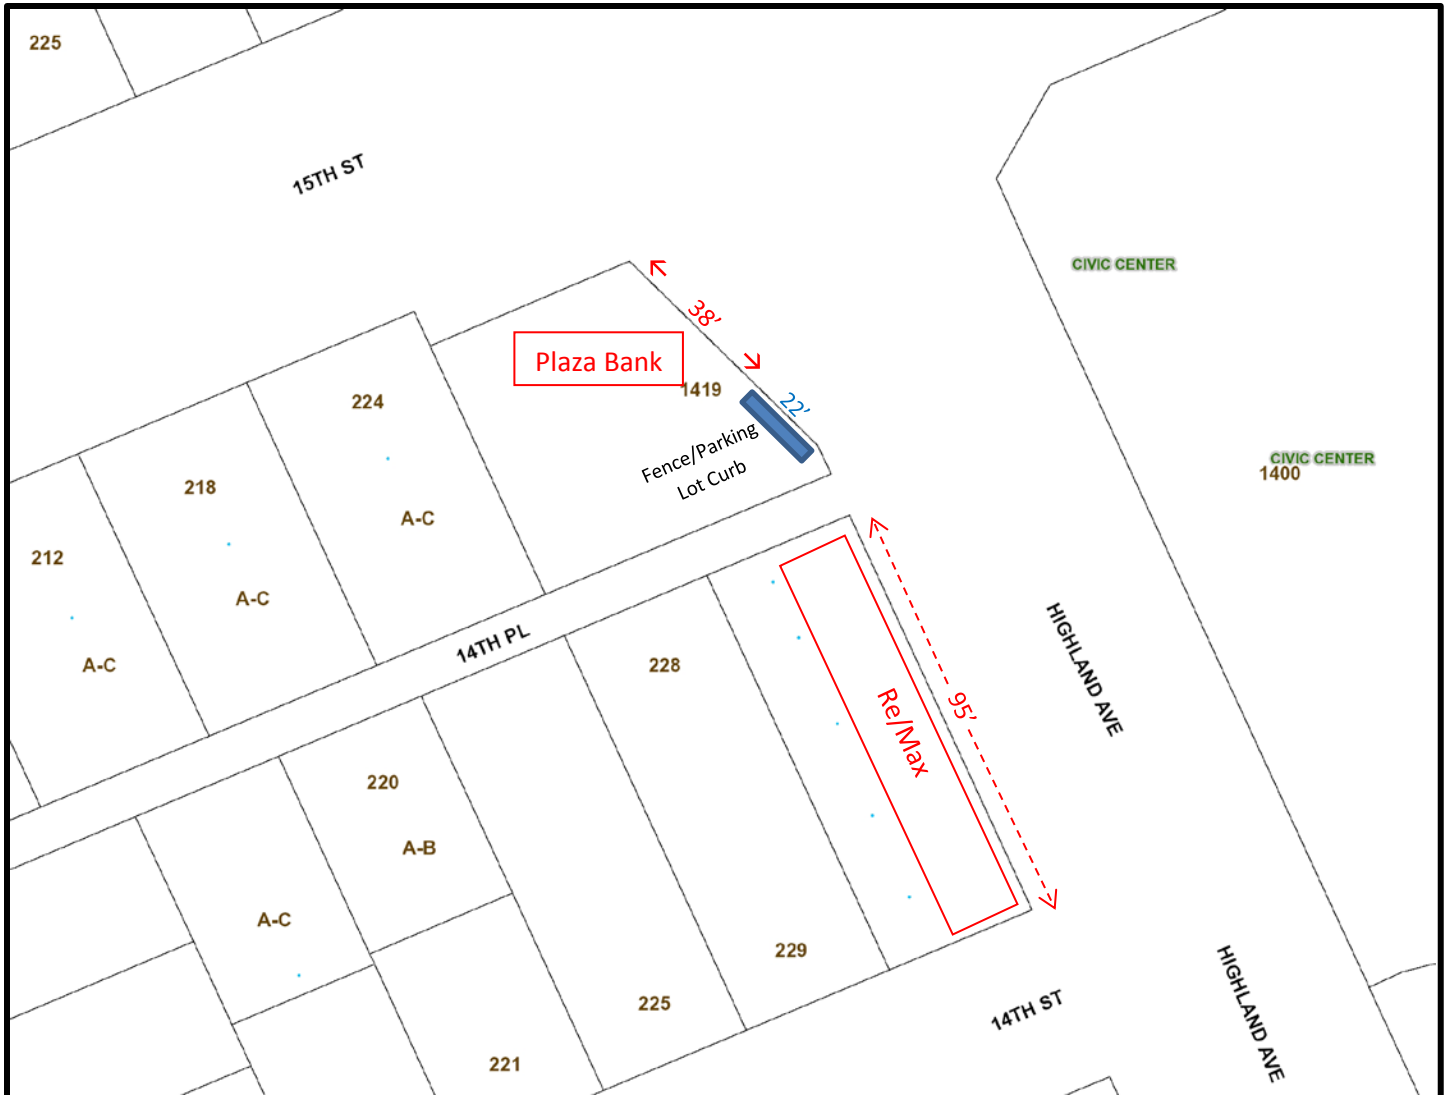 225
15TH ST
CIVIC CENTER
38’
Plaza Bank
1419
224
22’
Fence/Parking
Lot Curb
CIVIC CENTER
1400
218
A-C
212
A-C
A-C
14TH PL
228
HIGHLAND AVE
Re/Max
95’
220
A-B
A-C
229
225
221
14TH ST
HIGHLAND AVE